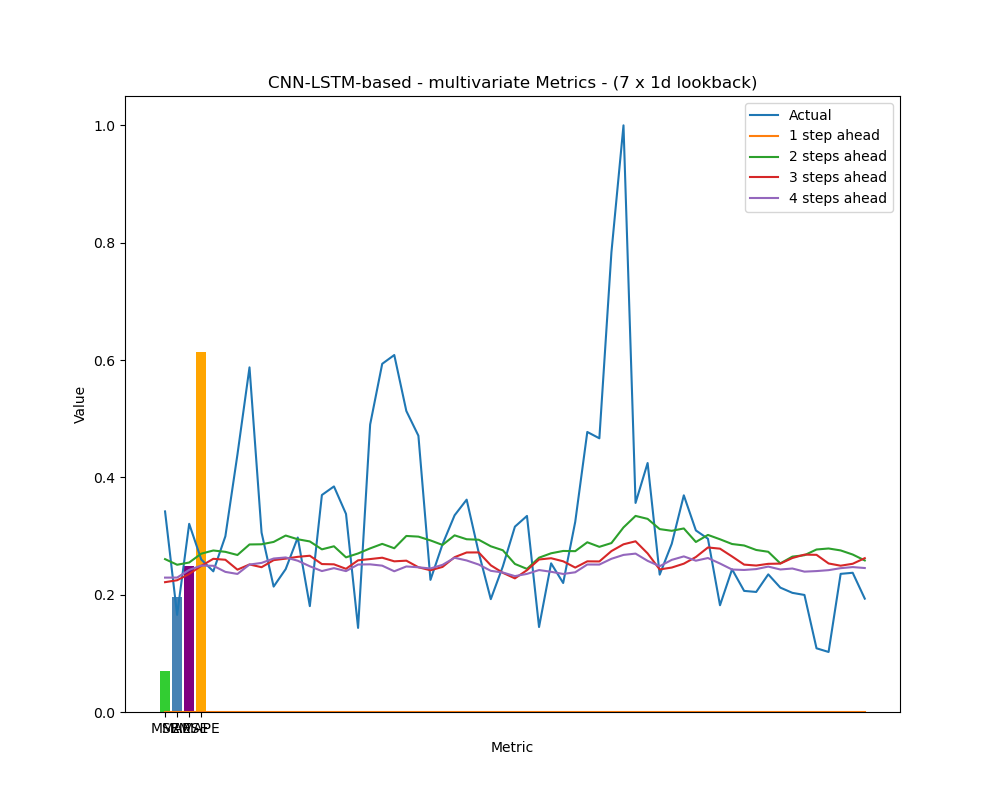 CNN-LSTM-based - multivariate Metrics - (7 x 1d lookback)
Actual
1 step ahead
2 steps ahead
3 steps ahead
4 steps ahead
1.0
0.8
0.6
0.4
0.2
0.0
Value
Metric